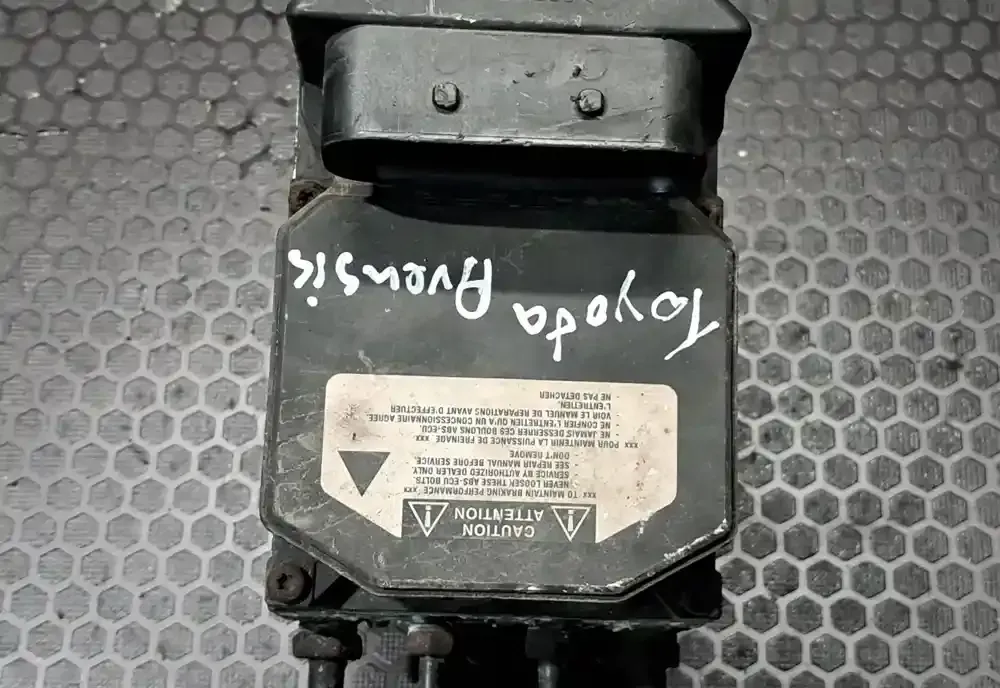 CAUTION
ATTENTION
xxx TO MAINTAIN BRAKING PERFORMANCE xxx
- NEVER LOOSEN THESE ABS-ECU BOLTS.
- SERVICE BY AUTHORIZED DEALER ONLY.
- SEE REPAIR MANUAL BEFORE SERVICE.
- DON'T REMOVE
xxx POUR MAINTENIR LA PUISSANCE DE FREINAGE xxx
- NE JAMAIS DESSERRER CES BOULONS ABS-ECU.
- NE CONFIER L'ENTRETIEN QU'A UN CONCESSIONNAIRE AGREE.
- VOIR LE MANUEL DE REPARATIONS AVANT D'EFFECTUER
L'ENTRETIEN.
- NE PAS DETACHER
Toyota Avensis